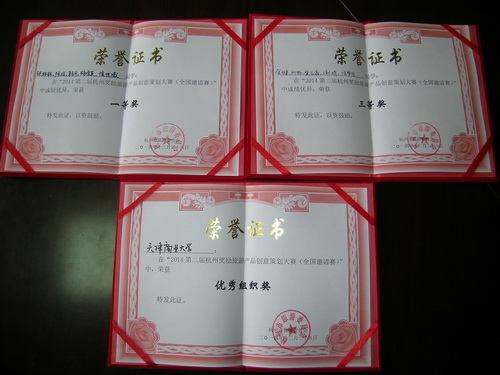 荣誉证书
同学：
在“2014第二届杭州奖励旅游产品创意策划大赛（全国邀请赛）”
中成绩优异，荣获
一等奖
特发此证，以资鼓励。
荣誉证书
同学：
在“2014第二届杭州奖励旅游产品创意策划大赛（全国邀请赛）”
中成绩优异，荣获
三等奖
特发此证，以资鼓励。
荣誉证书
天津商业大学：
在“2014第二届杭州奖励旅游产品创意策划大赛（全国邀请赛）”
中，荣获
优秀组织奖
特发此证。